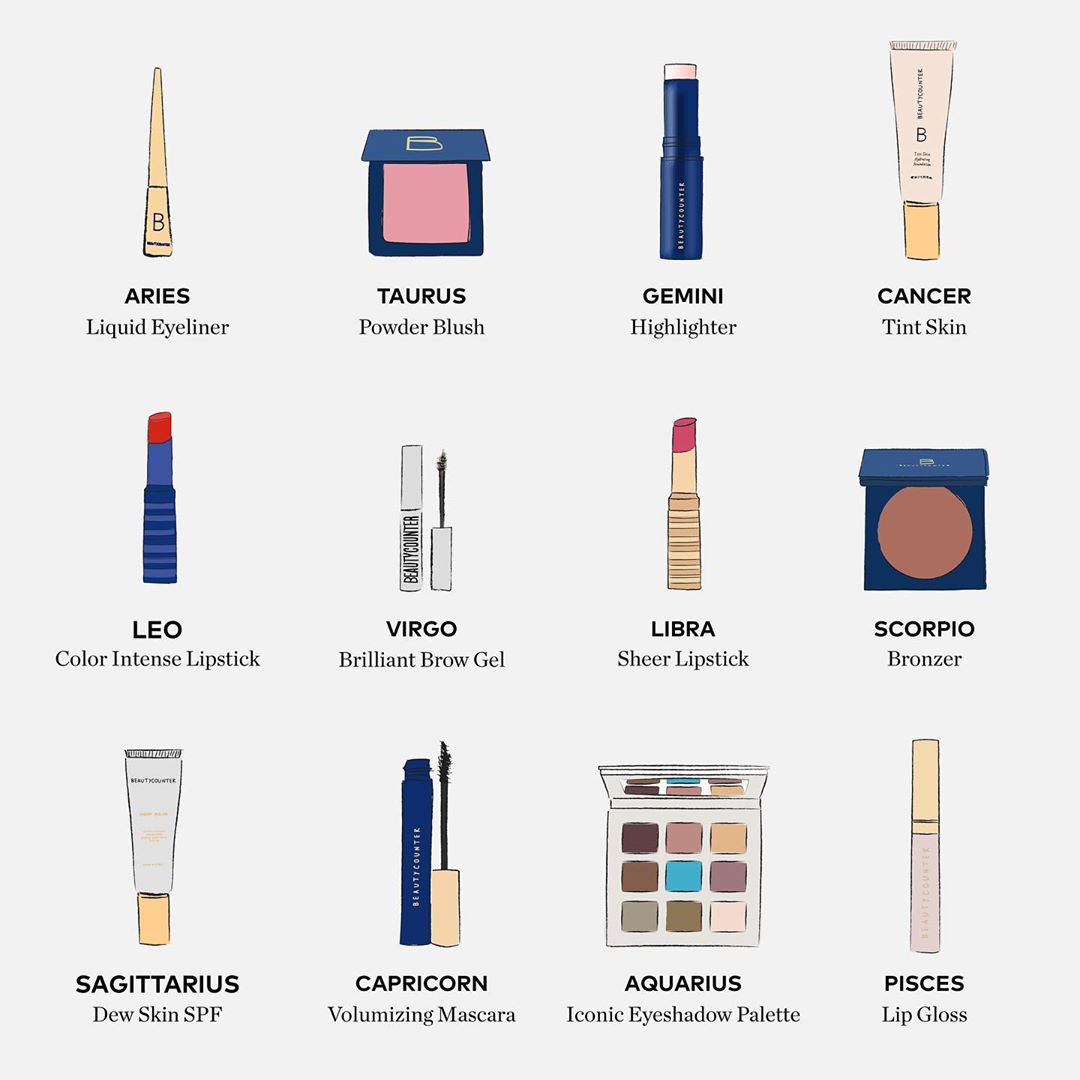 B
BEAUTYCOUNTER
B
BEAUTYCOUNTER
BEAUTYCOUNTER
B
Tint Skin
Hydrating
Foundation
ARIES
TAURUS
GEMINI
CANCER
Liquid Eyeliner
Powder Blush
Highlighter
Tint Skin
BEAUTYCOUNTER
B
BEAUTYCOUNTER
LEO
VIRGO
LIBRA
SCORPIO
Color Intense Lipstick
Brilliant Brow Gel
Sheer Lipstick
Bronzer
BEAUTYCOUNTER
BEAUTYCOUNTER
BEAUTYCOUNTER
SAGITTARIUS
CAPRICORN
AQUARIUS
PISCES
Dew Skin SPF
Volumizing Mascara
Iconic Eyeshadow Palette
Lip Gloss